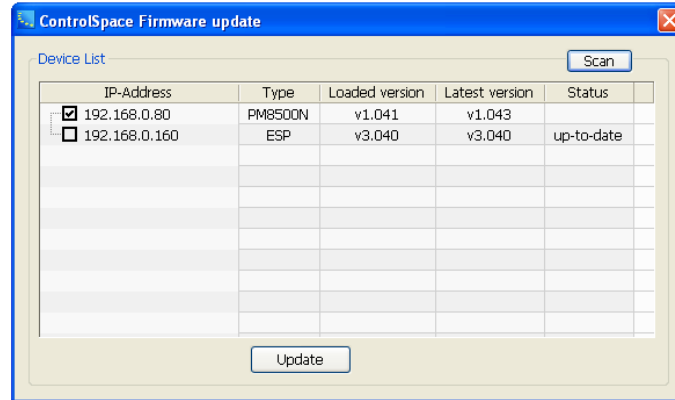 ControlSpace Firmware update
Device List
Scan
IP-Address Type Loaded version Latest version Status
192.168.0.80 PM8500N v1.041 v1.043
192.168.0.160 ESP v3.040 v3.040 up-to-date
Update